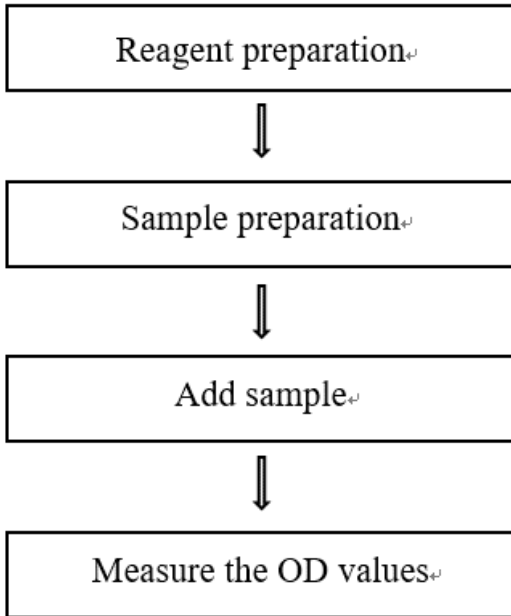 Reagent preparation
Sample preparation
Add sample
Measure the OD values